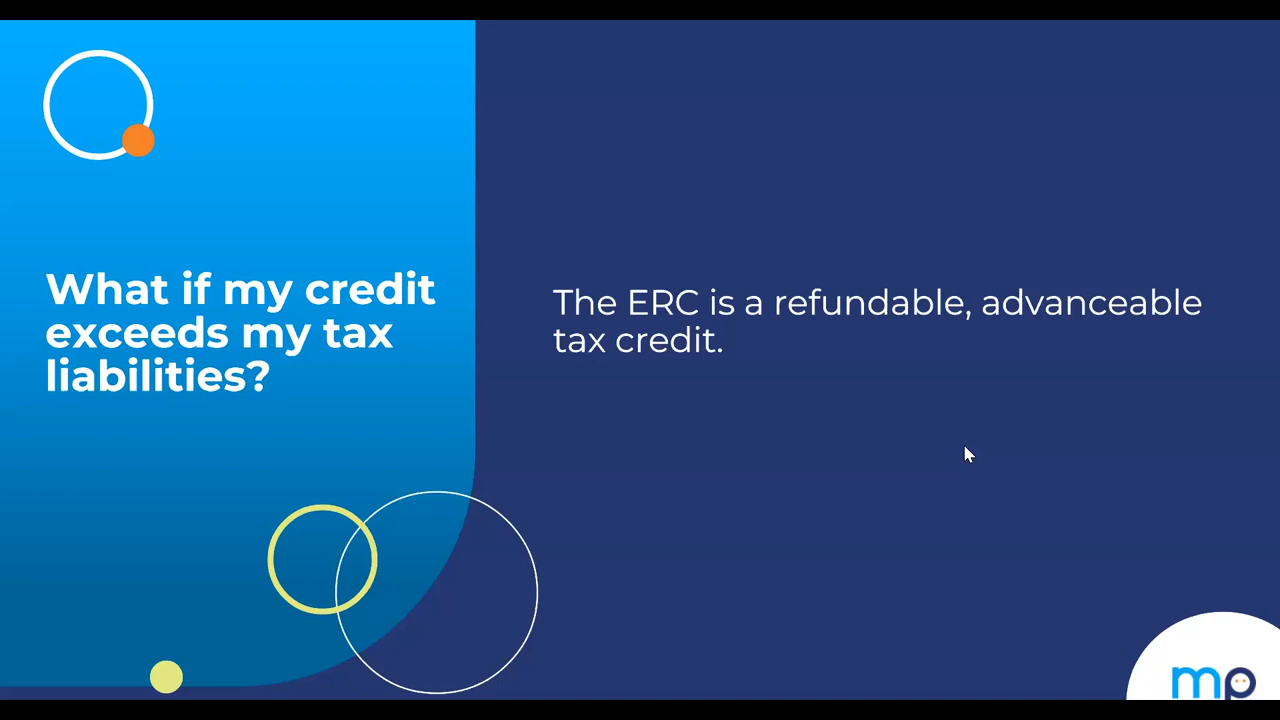 What if my credit
exceeds my tax
liabilities?
The ERC is a refundable, advanceable
tax credit.
mp